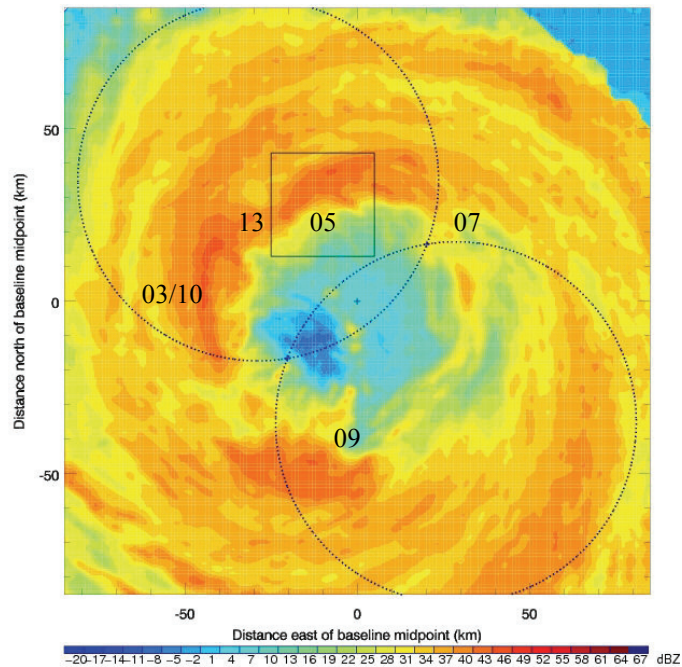 50
13 05 07
03/10
0
09
-50
-50 0 50
Distance north of baseline midpoint (km)
Distance east of baseline midpoint (km)
−20−17−14−11 −8 −5 −2 1 4 7 10 13 16 19 22 25 28 31 34 37 40 43 46 49 52 55 58 61 64 67 dBZ